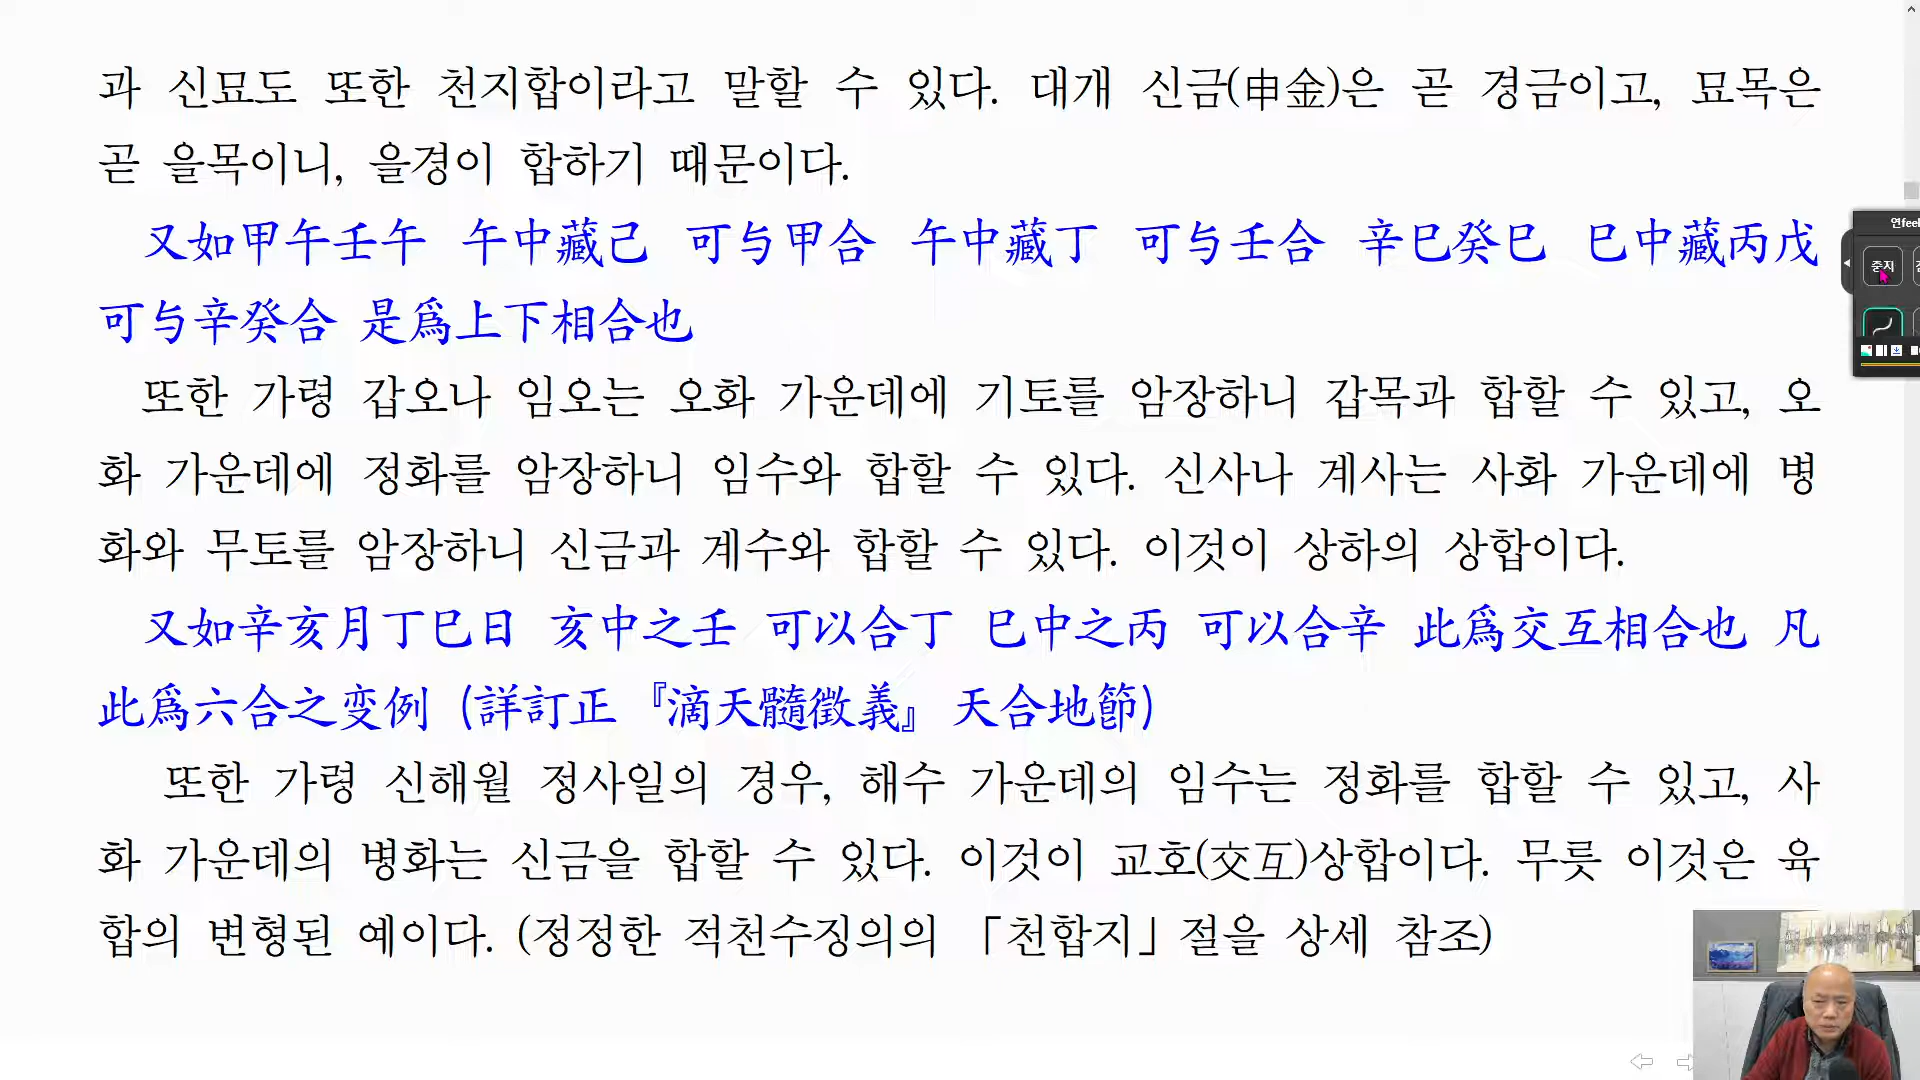 과 신묘도 또한 천지합이라고 말할 수 있다. 대개 신금(申金)은 곧 경금이고, 묘목은
곧 을목이니, 을경이 합하기 때문이다.
又如甲午壬午 午中藏己 可与甲合 午中藏丁 可与壬合 辛巳癸巳 巳中藏丙戊
可与辛癸合 是爲上下相合也
또한 가령 갑오나 임오는 오화 가운데에 기토를 암장하니 갑목과 합할 수 있고, 오
화 가운데에 정화를 암장하니 임수와 합할 수 있다. 신사나 계사는 사화 가운데에 병
화와 무토를 암장하니 신금과 계수와 합할 수 있다. 이것이 상하의 상합이다.
又如辛亥月丁巳日 亥中之壬 可以合丁 巳中之丙 可以合辛 此爲交互相合也 凡
此爲六合之变例 (詳訂正『滴天髓徵義』天合地節)
또한 가령 신해월 정사일의 경우, 해수 가운데의 임수는 정화를 합할 수 있고, 사
화 가운데의 병화는 신금을 합할 수 있다. 이것이 교호(交互)상합이다. 무릇 이것은 육
합의 변형된 예이다. (정정한 적천수징의의 「천합지」절을 상세 참조)
연feel
중지